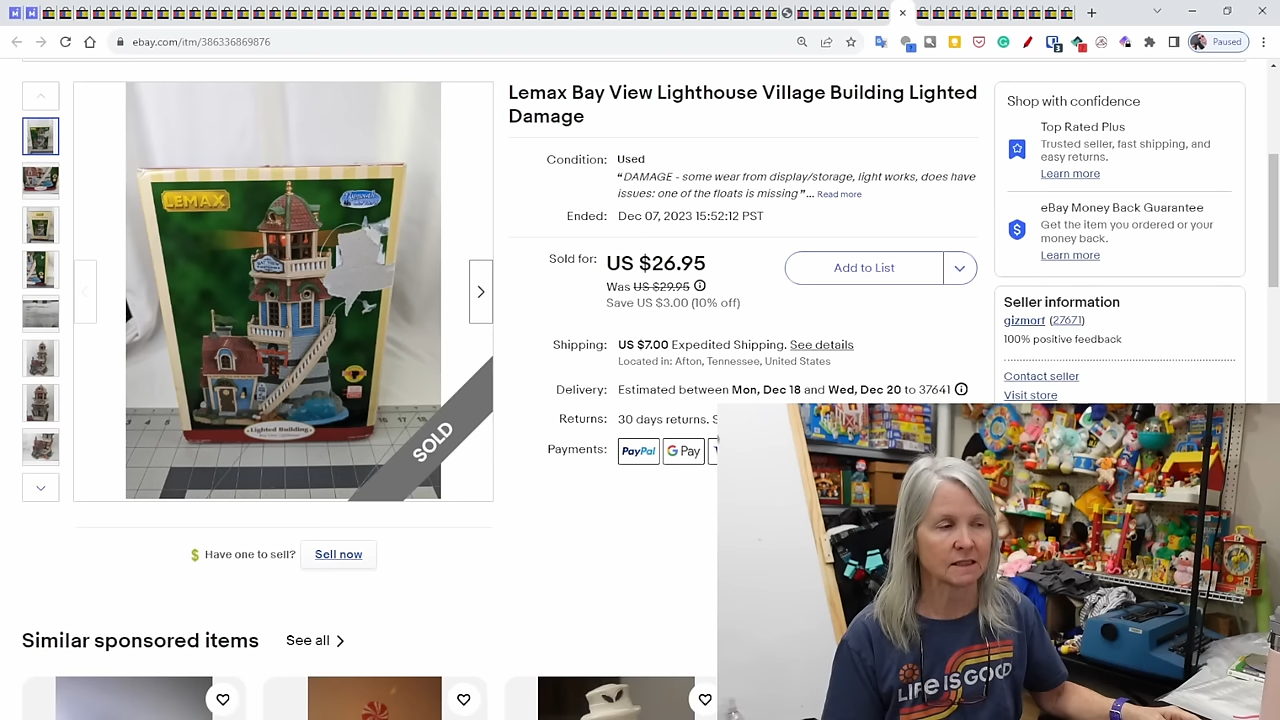 ebay.com/itm/386336869876
Paused
LEMAX
BAY VIEW
Lighted Building
SOLD
Lemax Bay View Lighthouse Village Building Lighted
Damage
Condition: Used
“DAMAGE - some wear from display/storage, light works, does have
issues: one of the floats is missing” ... Read more
Ended: Dec 07, 2023 15:52:12 PST
Sold for: US $26.95
Was US $29.95
Save US $3.00 (10% off)
Add to List
Shipping: US $7.00 Expedited Shipping. See details
Located in: Afton, Tennessee, United States
Delivery: Estimated between Mon, Dec 18 and Wed, Dec 20 to 37641
Returns: 30 days returns.
Payments: PayPal G Pay
Shop with confidence
Top Rated Plus
Trusted seller, fast shipping, and
easy returns.
Learn more
eBay Money Back Guarantee
Get the item you ordered or your
money back.
Learn more
Seller information
gizmorf (27671)
100% positive feedback
Contact seller
Visit store
$ Have one to sell? Sell now
Similar sponsored items See all
LIFE IS GOOD